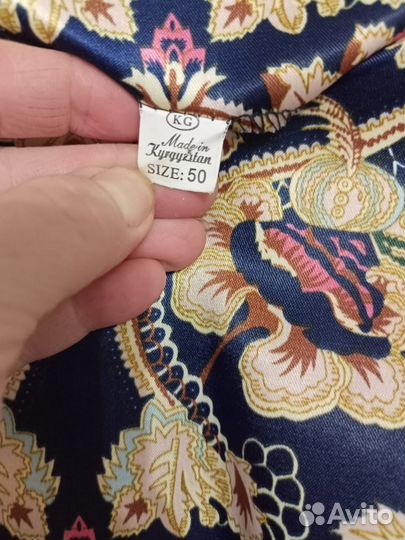 KG
Made in
Kyrgyzstan
SIZE: 50
Avito